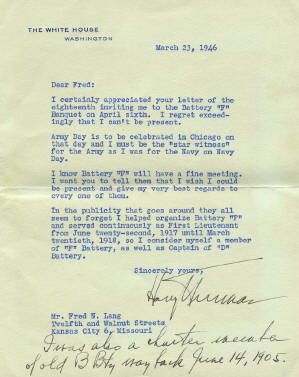 THE WHITE HOUSE
WASHINGTON
March 23, 1946
Dear Fred:
I certainly appreciated your letter of the
eighteenth inviting me to the Battery "F"
Banquet on April sixth. I regret exceed-
ingly that I can't be present.
Army Day is to be celebrated in Chicago on
that day and I must be the "star witness"
for the Army as I was for the Navy on Navy
Day.
I know Battery "F" will have a fine meeting.
I want you to tell them that I wish I could
be present and give my very best regards to
every one of them.
In the publicity that goes around they all
seem to forget I helped organize Battery "F"
and served continuously as First Lieutenant
from June twenty-second, 1917 until March
twentieth, 1918, so I consider myself a member
of "F" Battery, as well as Captain of "D"
Battery.
Sincerely yours,
Harry Truman
Mr. Fred N. Lang
Twelfth and Walnut Streets
Kansas City 6, Missouri
I was also a charter member
of old B Bty way back June 14, 1905.